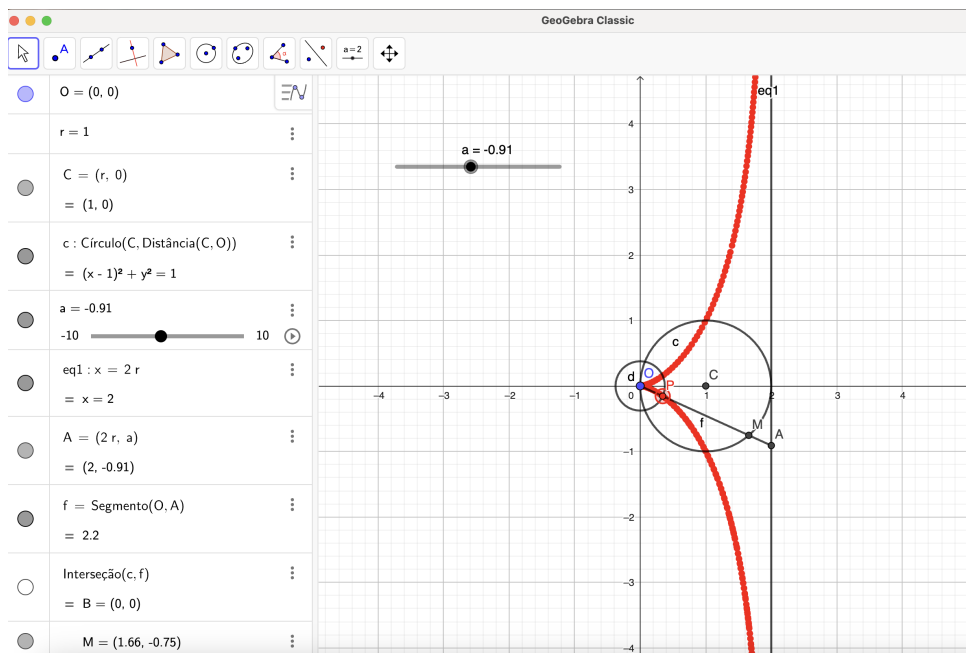 GeoGebra Classic
A
a=2
O = (0, 0)
r = 1
C = (r, 0)
= (1, 0)
c : Círculo(C, Distância(C, O))
= (x - 1)² + y² = 1
a = -0.91
-10
10
eq1 : x = 2 r
= x = 2
A = (2 r, a)
= (2, -0.91)
f = Segmento(O, A)
= 2.2
Interseção(c, f)
= B = (0, 0)
M = (1.66, -0.75)
a = -0.91
eq1
4
3
2
1
c
d
O
P
C
-4
-3
-2
-1
0
1
2
3
4
f
M
A
-1
-2
-3
-4